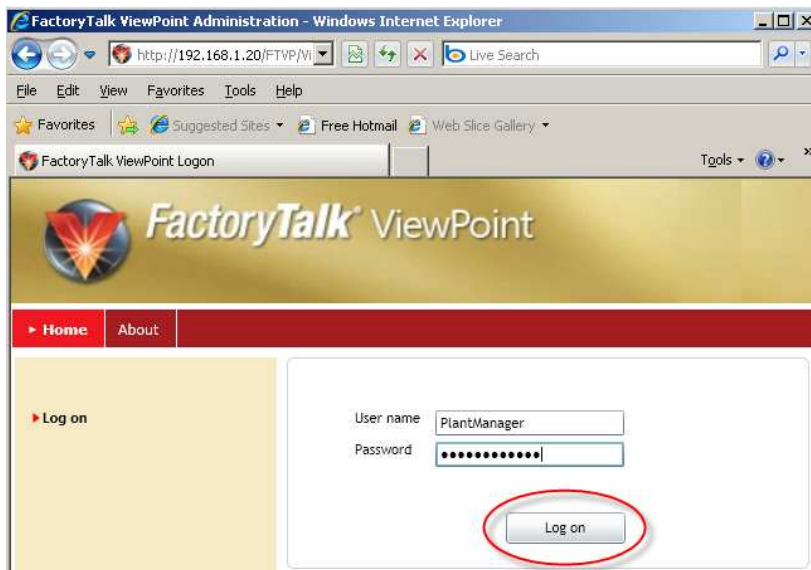 FactoryTalk ViewPoint Administration - Windows Internet Explorer
http://192.168.1.20/FTVP/Vi
Live Search
File Edit View Favorites Tools Help
Favorites Suggested Sites Free Hotmail Web Slice Gallery
FactoryTalk ViewPoint Logon Tools »
FactoryTalk® ViewPoint
Home About
Log on
User name PlantManager
Password ••••••••••••
Log on